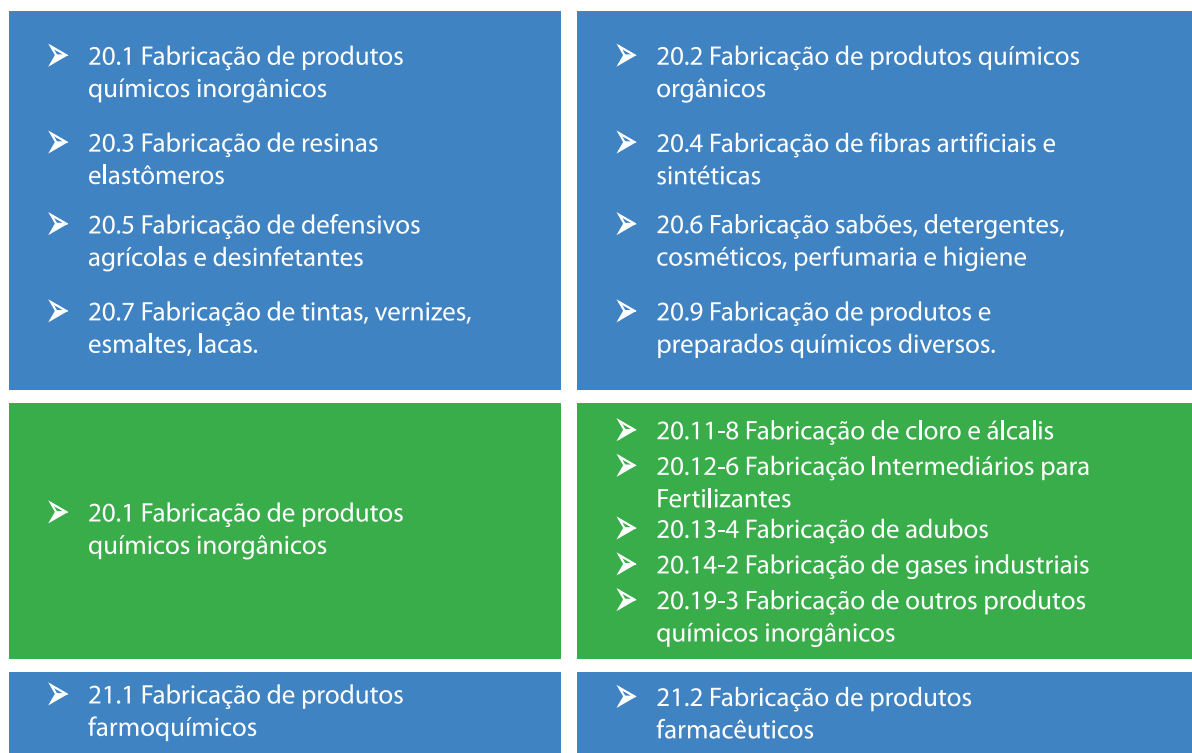 ➢ 20.1 Fabricação de produtos
químicos inorgânicos
➢ 20.2 Fabricação de produtos químicos
orgânicos
➢ 20.3 Fabricação de resinas
elastômeros
➢ 20.4 Fabricação de fibras artificiais e
sintéticas
➢ 20.5 Fabricação de defensivos
agrícolas e desinfetantes
➢ 20.6 Fabricação sabões, detergentes,
cosméticos, perfumaria e higiene
➢ 20.7 Fabricação de tintas, vernizes,
esmaltes, lacas.
➢ 20.9 Fabricação de produtos e
preparados químicos diversos.
➢ 20.1 Fabricação de produtos
químicos inorgânicos
➢ 20.11-8 Fabricação de cloro e álcalis
➢ 20.12-6 Fabricação Intermediários para
Fertilizantes
➢ 20.13-4 Fabricação de adubos
➢ 20.14-2 Fabricação de gases industriais
➢ 20.19-3 Fabricação de outros produtos
químicos inorgânicos
➢ 21.1 Fabricação de produtos
farmoquímicos
➢ 21.2 Fabricação de produtos
farmacêuticos